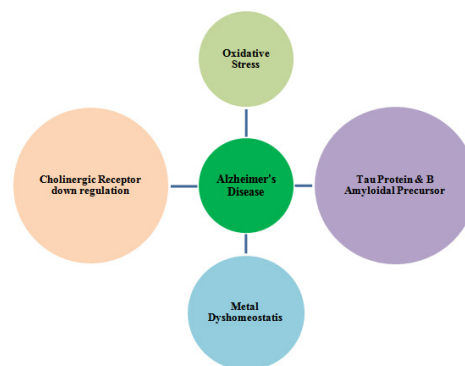 Oxidative
Stress
Cholinergic Receptor
down regulation
Alzheimer's
Disease
Tau Protein & B
Amyloidal Precursor
Metal
Dyshomeostatis